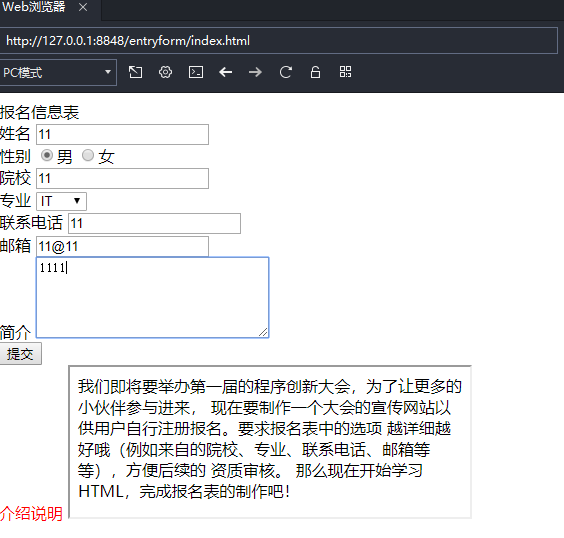 Web浏览器
http://127.0.0.1:8848/entryform/index.html
PC模式
报名信息表
姓名 11
性别 男 女
院校 11
专业 IT
联系电话 11
邮箱 11@11
1111
简介
提交
我们即将要举办第一届的程序创新大会，为了让更多的
小伙伴参与进来， 现在要制作一个大会的宣传网站以
供用户自行注册报名。要求报名表中的选项 越详细越
好哦（例如来自的院校、专业、联系电话、邮箱等
等），方便后续的 资质审核。 那么现在开始学习
HTML，完成报名表的制作吧！
介绍说明